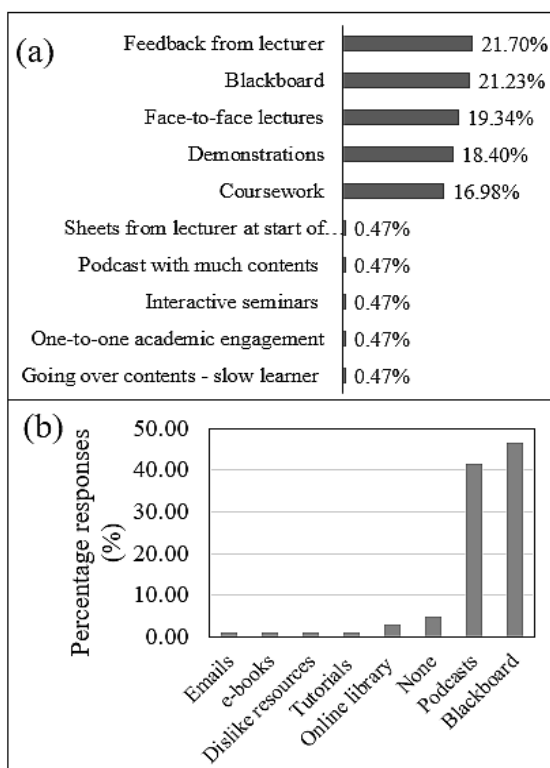 (a)
Feedback from lecturer 21.70%
Blackboard 21.23%
Face-to-face lectures 19.34%
Demonstrations 18.40%
Coursework 16.98%
Sheets from lecturer at start of... 0.47%
Podcast with much contents 0.47%
Interactive seminars 0.47%
One-to-one academic engagement 0.47%
Going over contents - slow learner 0.47%
(b)
Percentage responses
(%)
50.00
40.00
30.00
20.00
10.00
0.00
Emails
e-books
Dislike resources
Tutorials
Online library
None
Podcasts
Blackboard